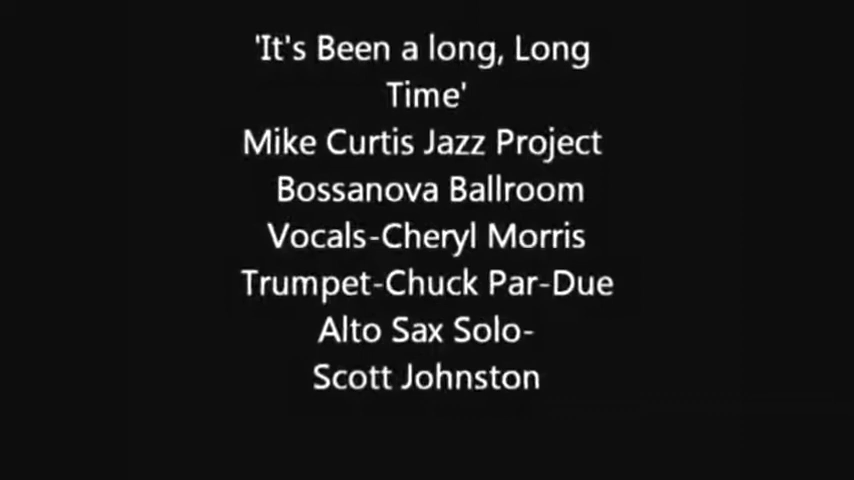 'It's Been a long, Long
Time'
Mike Curtis Jazz Project
Bossanova Ballroom
Vocals-Cheryl Morris
Trumpet-Chuck Par-Due
Alto Sax Solo-
Scott Johnston